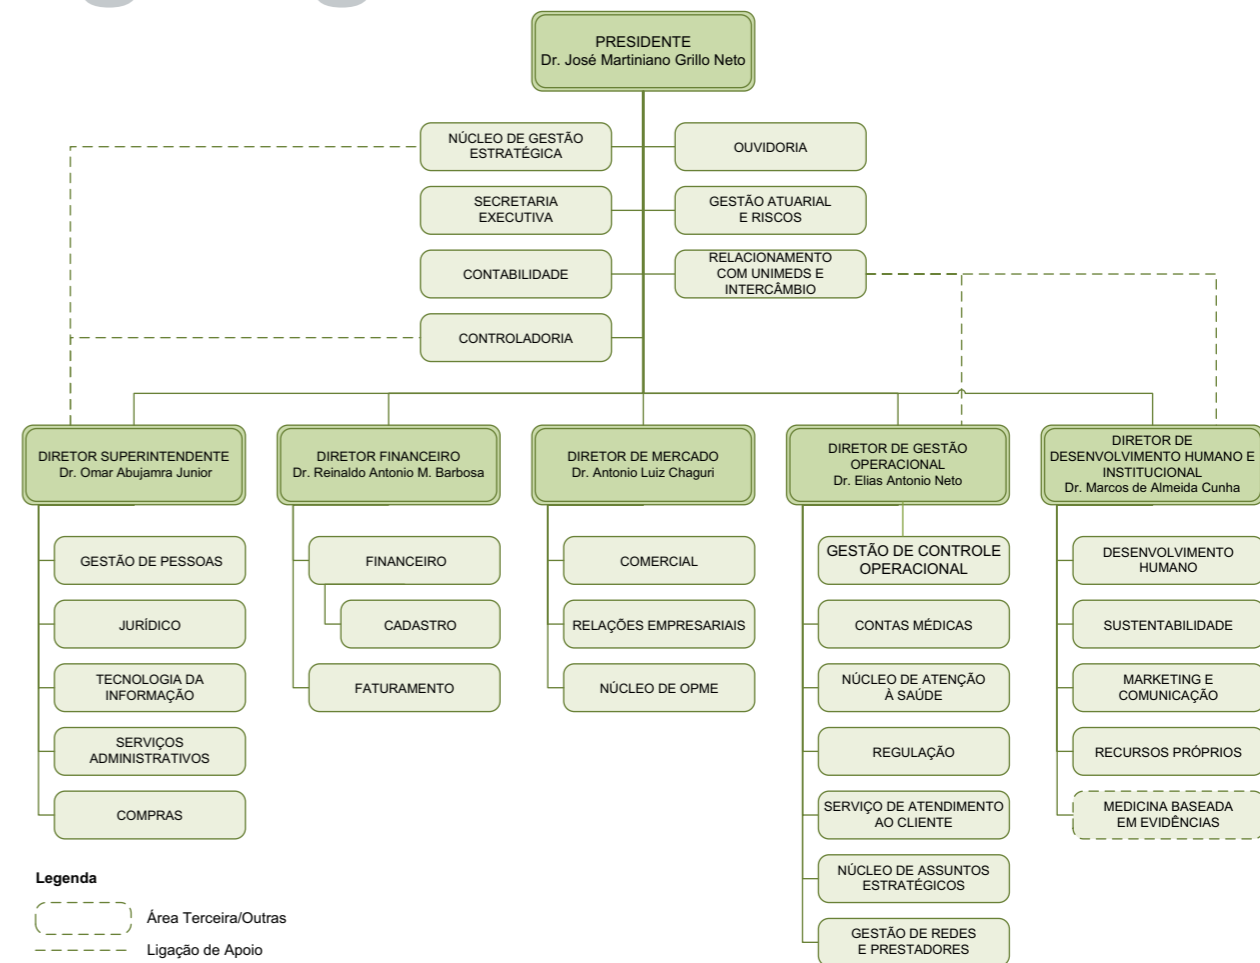 PRESIDENTE
Dr. José Martiniano Grillo Neto
NÚCLEO DE GESTÃO
ESTRATÉGICA
OUVIDORIA
SECRETARIA
EXECUTIVA
GESTÃO ATUARIAL
E RISCOS
CONTABILIDADE
RELACIONAMENTO
COM UNIMEDS E
INTERCÂMBIO
CONTROLADORIA
DIRETOR SUPERINTENDENTE
Dr. Omar Abujamra Junior
DIRETOR FINANCEIRO
Dr. Reinaldo Antonio M. Barbosa
DIRETOR DE MERCADO
Dr. Antonio Luiz Chaguri
DIRETOR DE GESTÃO
OPERACIONAL
Dr. Elias Antonio Neto
DIRETOR DE
DESENVOLVIMENTO HUMANO E
INSTITUCIONAL
Dr. Marcos de Almeida Cunha
GESTÃO DE PESSOAS
JURÍDICO
TECNOLOGIA DA
INFORMAÇÃO
SERVIÇOS
ADMINISTRATIVOS
COMPRAS
FINANCEIRO
CADASTRO
FATURAMENTO
COMERCIAL
RELAÇÕES EMPRESARIAIS
NÚCLEO DE OPME
GESTÃO DE CONTROLE
OPERACIONAL
CONTAS MÉDICAS
NÚCLEO DE ATENÇÃO
À SAÚDE
REGULAÇÃO
SERVIÇO DE ATENDIMENTO
AO CLIENTE
NÚCLEO DE ASSUNTOS
ESTRATÉGICOS
GESTÃO DE REDES
E PRESTADORES
DESENVOLVIMENTO
HUMANO
SUSTENTABILIDADE
MARKETING E
COMUNICAÇÃO
RECURSOS PRÓPRIOS
MEDICINA BASEADA
EM EVIDÊNCIAS
Legenda
Área Terceira/Outras
Ligação de Apoio